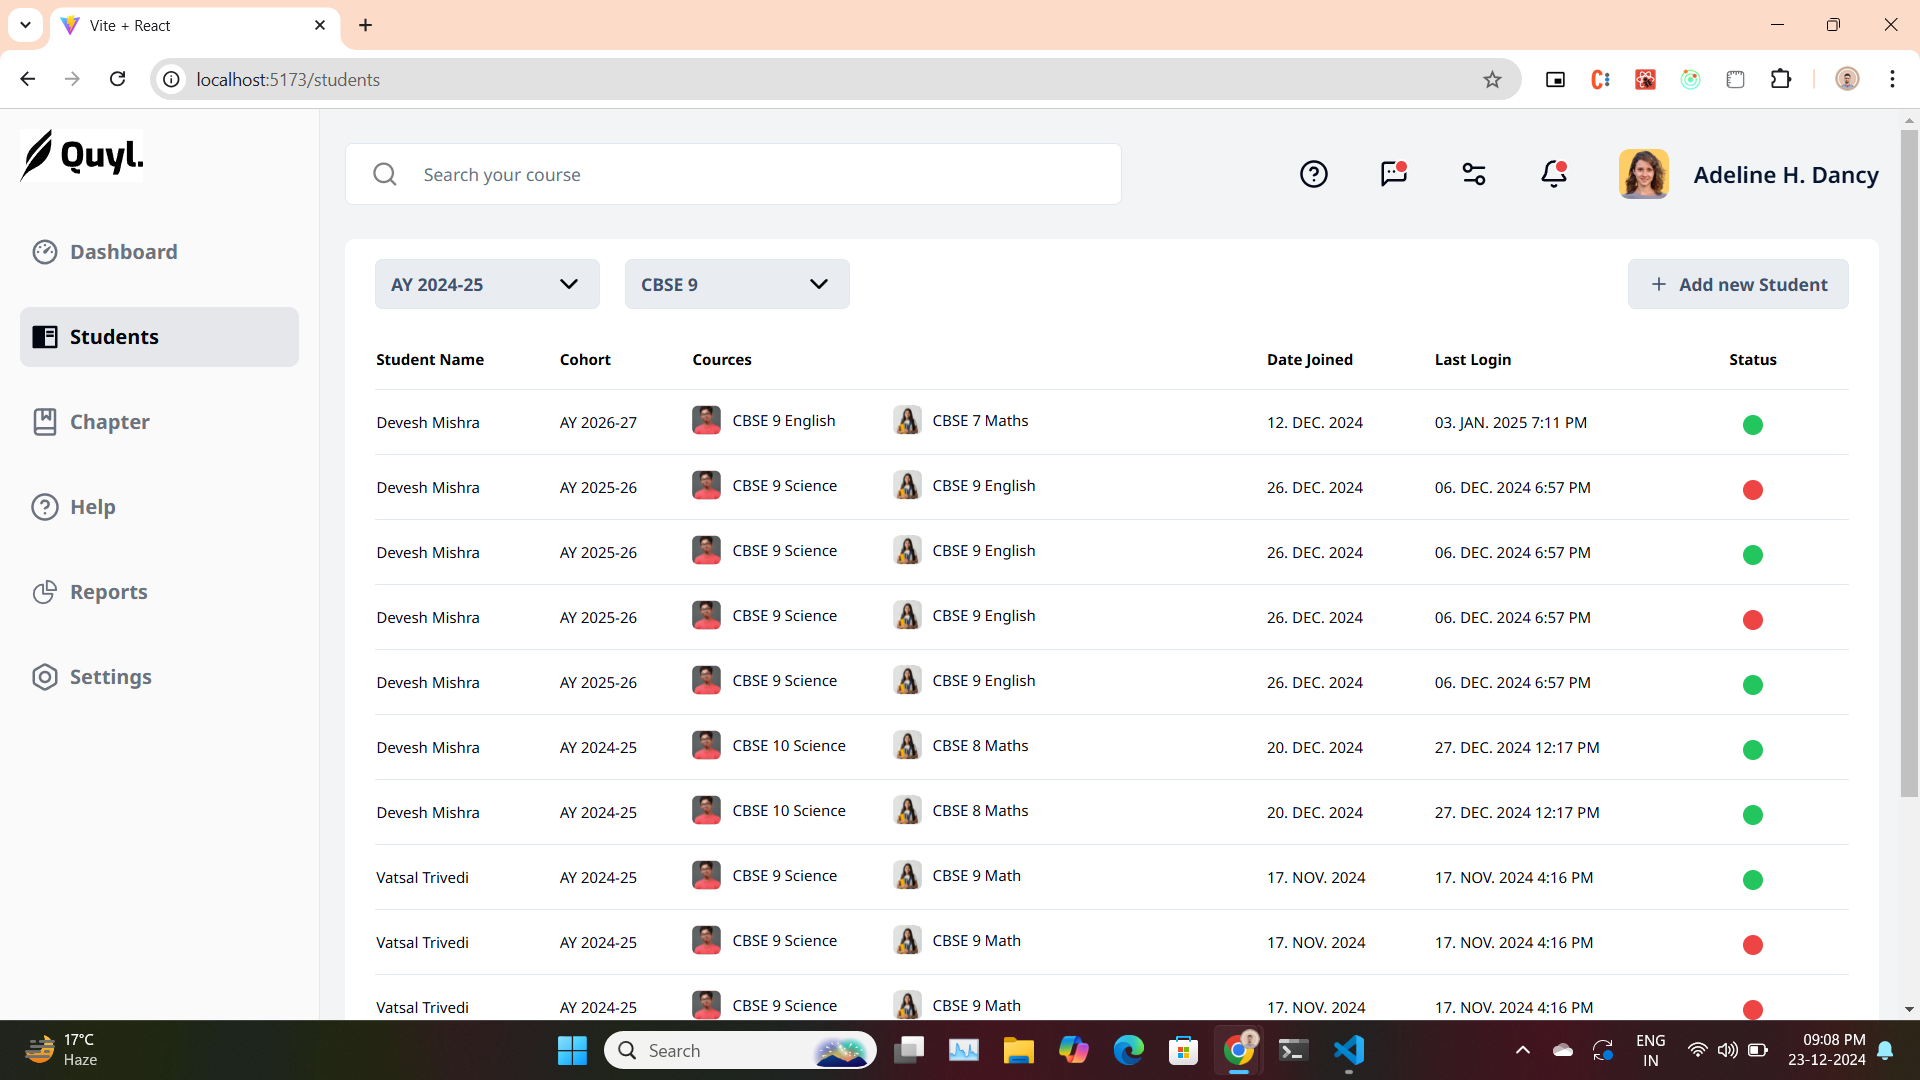 Vite + React
localhost:5173/students
Quyl.
Search your course
Adeline H. Dancy
Dashboard
Students
Chapter
Help
Reports
Settings
AY 2024-25
CBSE 9
Add new Student
Student Name Cohort Cources Date Joined Last Login Status
Devesh Mishra AY 2026-27 CBSE 9 English CBSE 7 Maths 12. DEC. 2024 03. JAN. 2025 7:11 PM
Devesh Mishra AY 2025-26 CBSE 9 Science CBSE 9 English 26. DEC. 2024 06. DEC. 2024 6:57 PM
Devesh Mishra AY 2025-26 CBSE 9 Science CBSE 9 English 26. DEC. 2024 06. DEC. 2024 6:57 PM
Devesh Mishra AY 2025-26 CBSE 9 Science CBSE 9 English 26. DEC. 2024 06. DEC. 2024 6:57 PM
Devesh Mishra AY 2025-26 CBSE 9 Science CBSE 9 English 26. DEC. 2024 06. DEC. 2024 6:57 PM
Devesh Mishra AY 2024-25 CBSE 10 Science CBSE 8 Maths 20. DEC. 2024 27. DEC. 2024 12:17 PM
Devesh Mishra AY 2024-25 CBSE 10 Science CBSE 8 Maths 20. DEC. 2024 27. DEC. 2024 12:17 PM
Vatsal Trivedi AY 2024-25 CBSE 9 Science CBSE 9 Math 17. NOV. 2024 17. NOV. 2024 4:16 PM
Vatsal Trivedi AY 2024-25 CBSE 9 Science CBSE 9 Math 17. NOV. 2024 17. NOV. 2024 4:16 PM
Vatsal Trivedi AY 2024-25 CBSE 9 Science CBSE 9 Math 17. NOV. 2024 17. NOV. 2024 4:16 PM
17°C
Haze
Search
ENG
IN
09:08 PM
23-12-2024